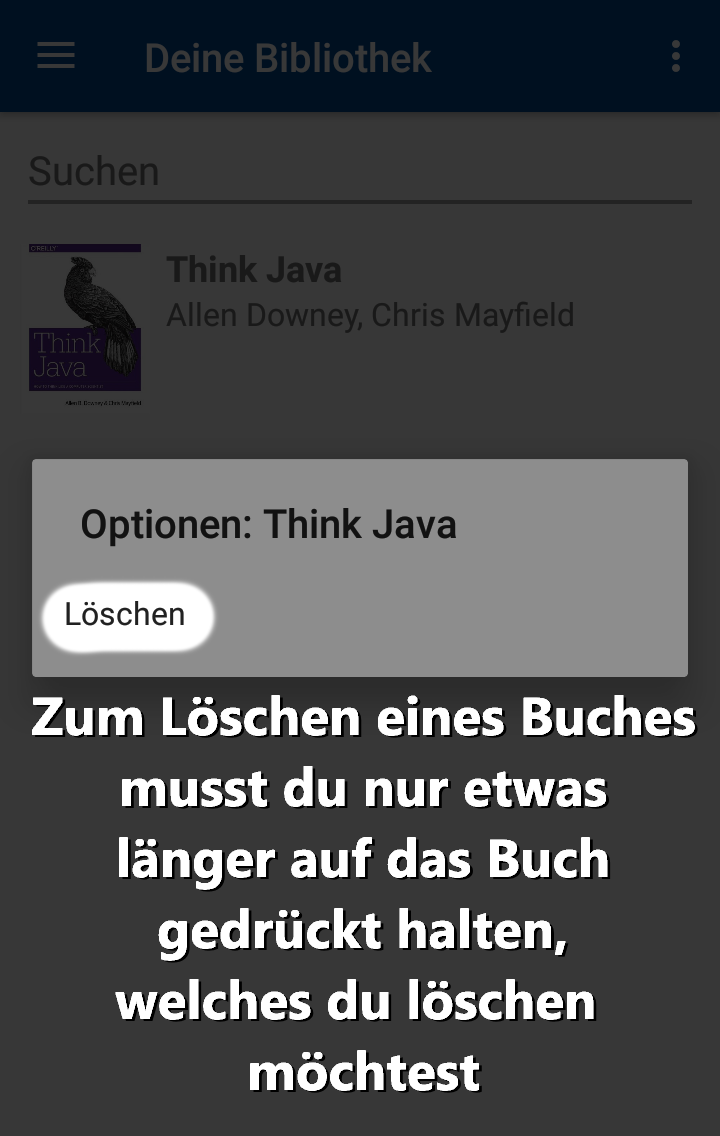 Deine Bibliothek
Suchen
O'REILLY
Think Java
Allen Downey, Chris Mayfield
Think
Java
Allen B. Downey & Chris Mayfield
Optionen: Think Java
Löschen
Zum Löschen eines Buches
musst du nur etwas
länger auf das Buch
gedrückt halten,
welches du löschen
möchtest